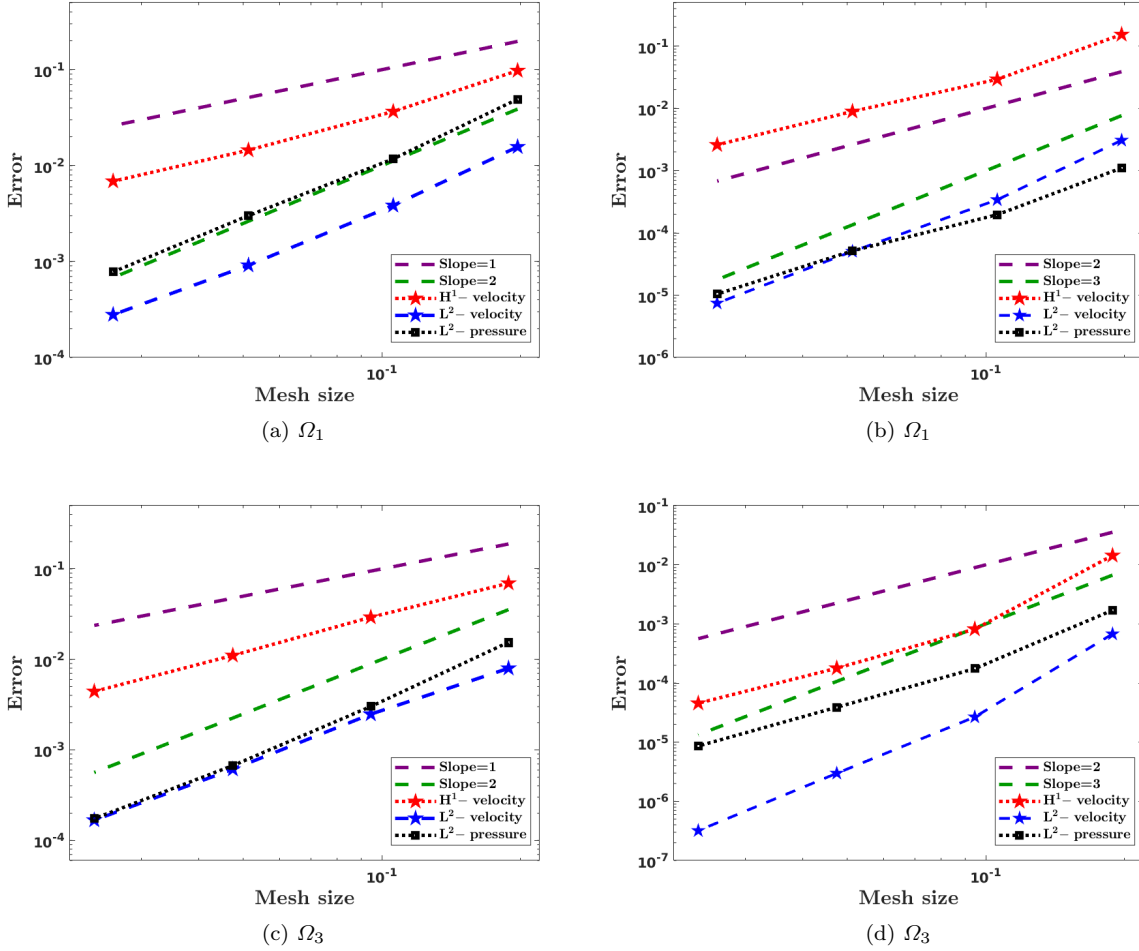 10⁻¹
10⁻²
10⁻³
10⁻⁴
Error
10⁻¹
Mesh size
Slope=1
Slope=2
H¹− velocity
L²− velocity
L²− pressure
(a) Ω₁
10⁻¹
10⁻²
10⁻³
10⁻⁴
10⁻⁵
10⁻⁶
Error
10⁻¹
Mesh size
Slope=2
Slope=3
H¹− velocity
L²− velocity
L²− pressure
(b) Ω₁
10⁻¹
10⁻²
10⁻³
10⁻⁴
Error
10⁻¹
Mesh size
Slope=1
Slope=2
H¹− velocity
L²− velocity
L²− pressure
(c) Ω₃
10⁻¹
10⁻²
10⁻³
10⁻⁴
10⁻⁵
10⁻⁶
10⁻⁷
Error
10⁻¹
Mesh size
Slope=2
Slope=3
H¹− velocity
L²− velocity
L²− pressure
(d) Ω₃